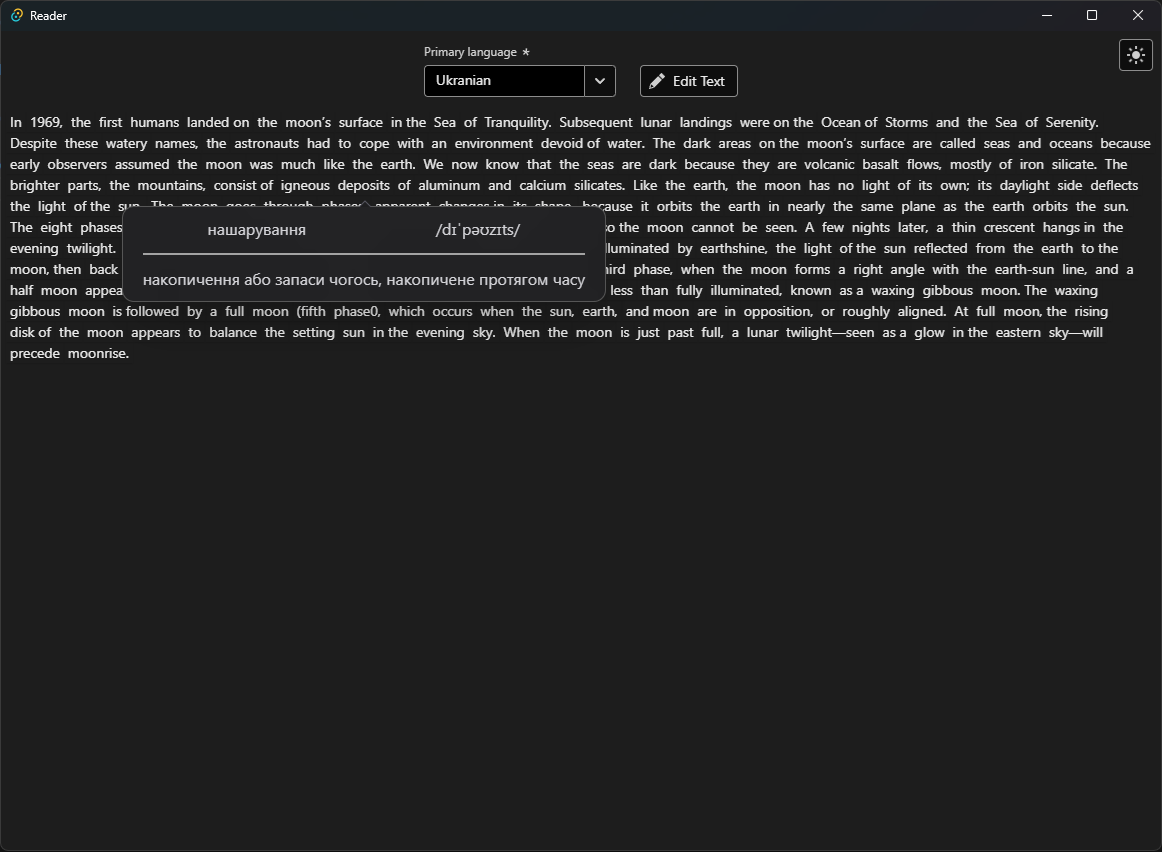 Reader
Primary language *
Ukranian
Edit Text
In 1969, the first humans landed on the moon's surface in the Sea of Tranquility. Subsequent lunar landings were on the Ocean of Storms and the Sea of Serenity.
Despite these watery names, the astronauts had to cope with an environment devoid of water. The dark areas on the moon's surface are called seas and oceans because
early observers assumed the moon was much like the earth. We now know that the seas are dark because they are volcanic basalt flows, mostly of iron silicate. The
brighter parts, the mountains, consist of igneous deposits of aluminum and calcium silicates. Like the earth, the moon has no light of its own; its daylight side deflects
the light of the sun. The moon goes through phases, apparent changes in its shape, because it orbits the earth in nearly the same plane as the earth orbits the sun.
The eight phases so the moon cannot be seen. A few nights later, a thin crescent hangs in the
evening twilight. illuminated by earthshine, the light of the sun reflected from the earth to the
moon, then back third phase, when the moon forms a right angle with the earth-sun line, and a
half moon less than fully illuminated, known as a waxing gibbous moon. The waxing
gibbous moon is followed by a full moon (fifth phase0, which occurs when the sun, earth, and moon are in opposition, or roughly aligned. At full moon, the rising
disk of the moon appears to balance the setting sun in the evening sky. When the moon is just past full, a lunar twilight—seen as a glow in the eastern sky—will
precede moonrise.
нашарування /dɪˈpəʊzɪts/
накопичення або запаси чогось, накопичене протягом часу